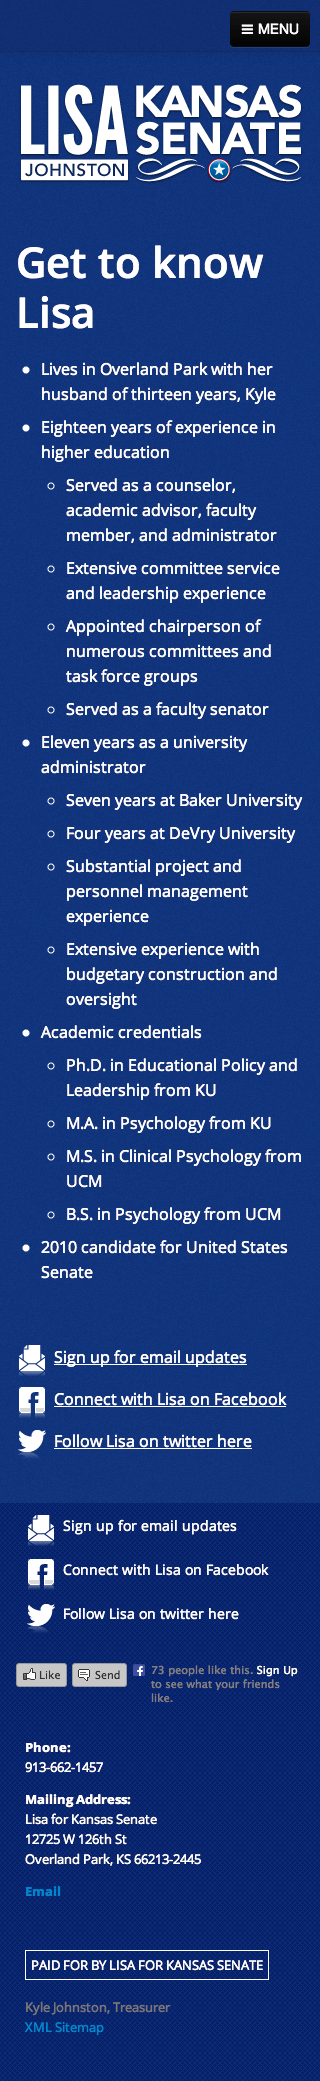 MENU
LISA KANSAS
JOHNSTON SENATE
Get to know
Lisa
Lives in Overland Park with her
husband of thirteen years, Kyle
Eighteen years of experience in
higher education
Served as a counselor,
academic advisor, faculty
member, and administrator
Extensive committee service
and leadership experience
Appointed chairperson of
numerous committees and
task force groups
Served as a faculty senator
Eleven years as a university
administrator
Seven years at Baker University
Four years at DeVry University
Substantial project and
personnel management
experience
Extensive experience with
budgetary construction and
oversight
Academic credentials
Ph.D. in Educational Policy and
Leadership from KU
M.A. in Psychology from KU
M.S. in Clinical Psychology from
UCM
B.S. in Psychology from UCM
2010 candidate for United States
Senate
Sign up for email updates
Connect with Lisa on Facebook
Follow Lisa on twitter here
Sign up for email updates
Connect with Lisa on Facebook
Follow Lisa on twitter here
Like Send 73 people like this. Sign Up
to see what your friends
like.
Phone:
913-662-1457
Mailing Address:
Lisa for Kansas Senate
12725 W 126th St
Overland Park, KS 66213-2445
Email
PAID FOR BY LISA FOR KANSAS SENATE
Kyle Johnston, Treasurer
XML Sitemap